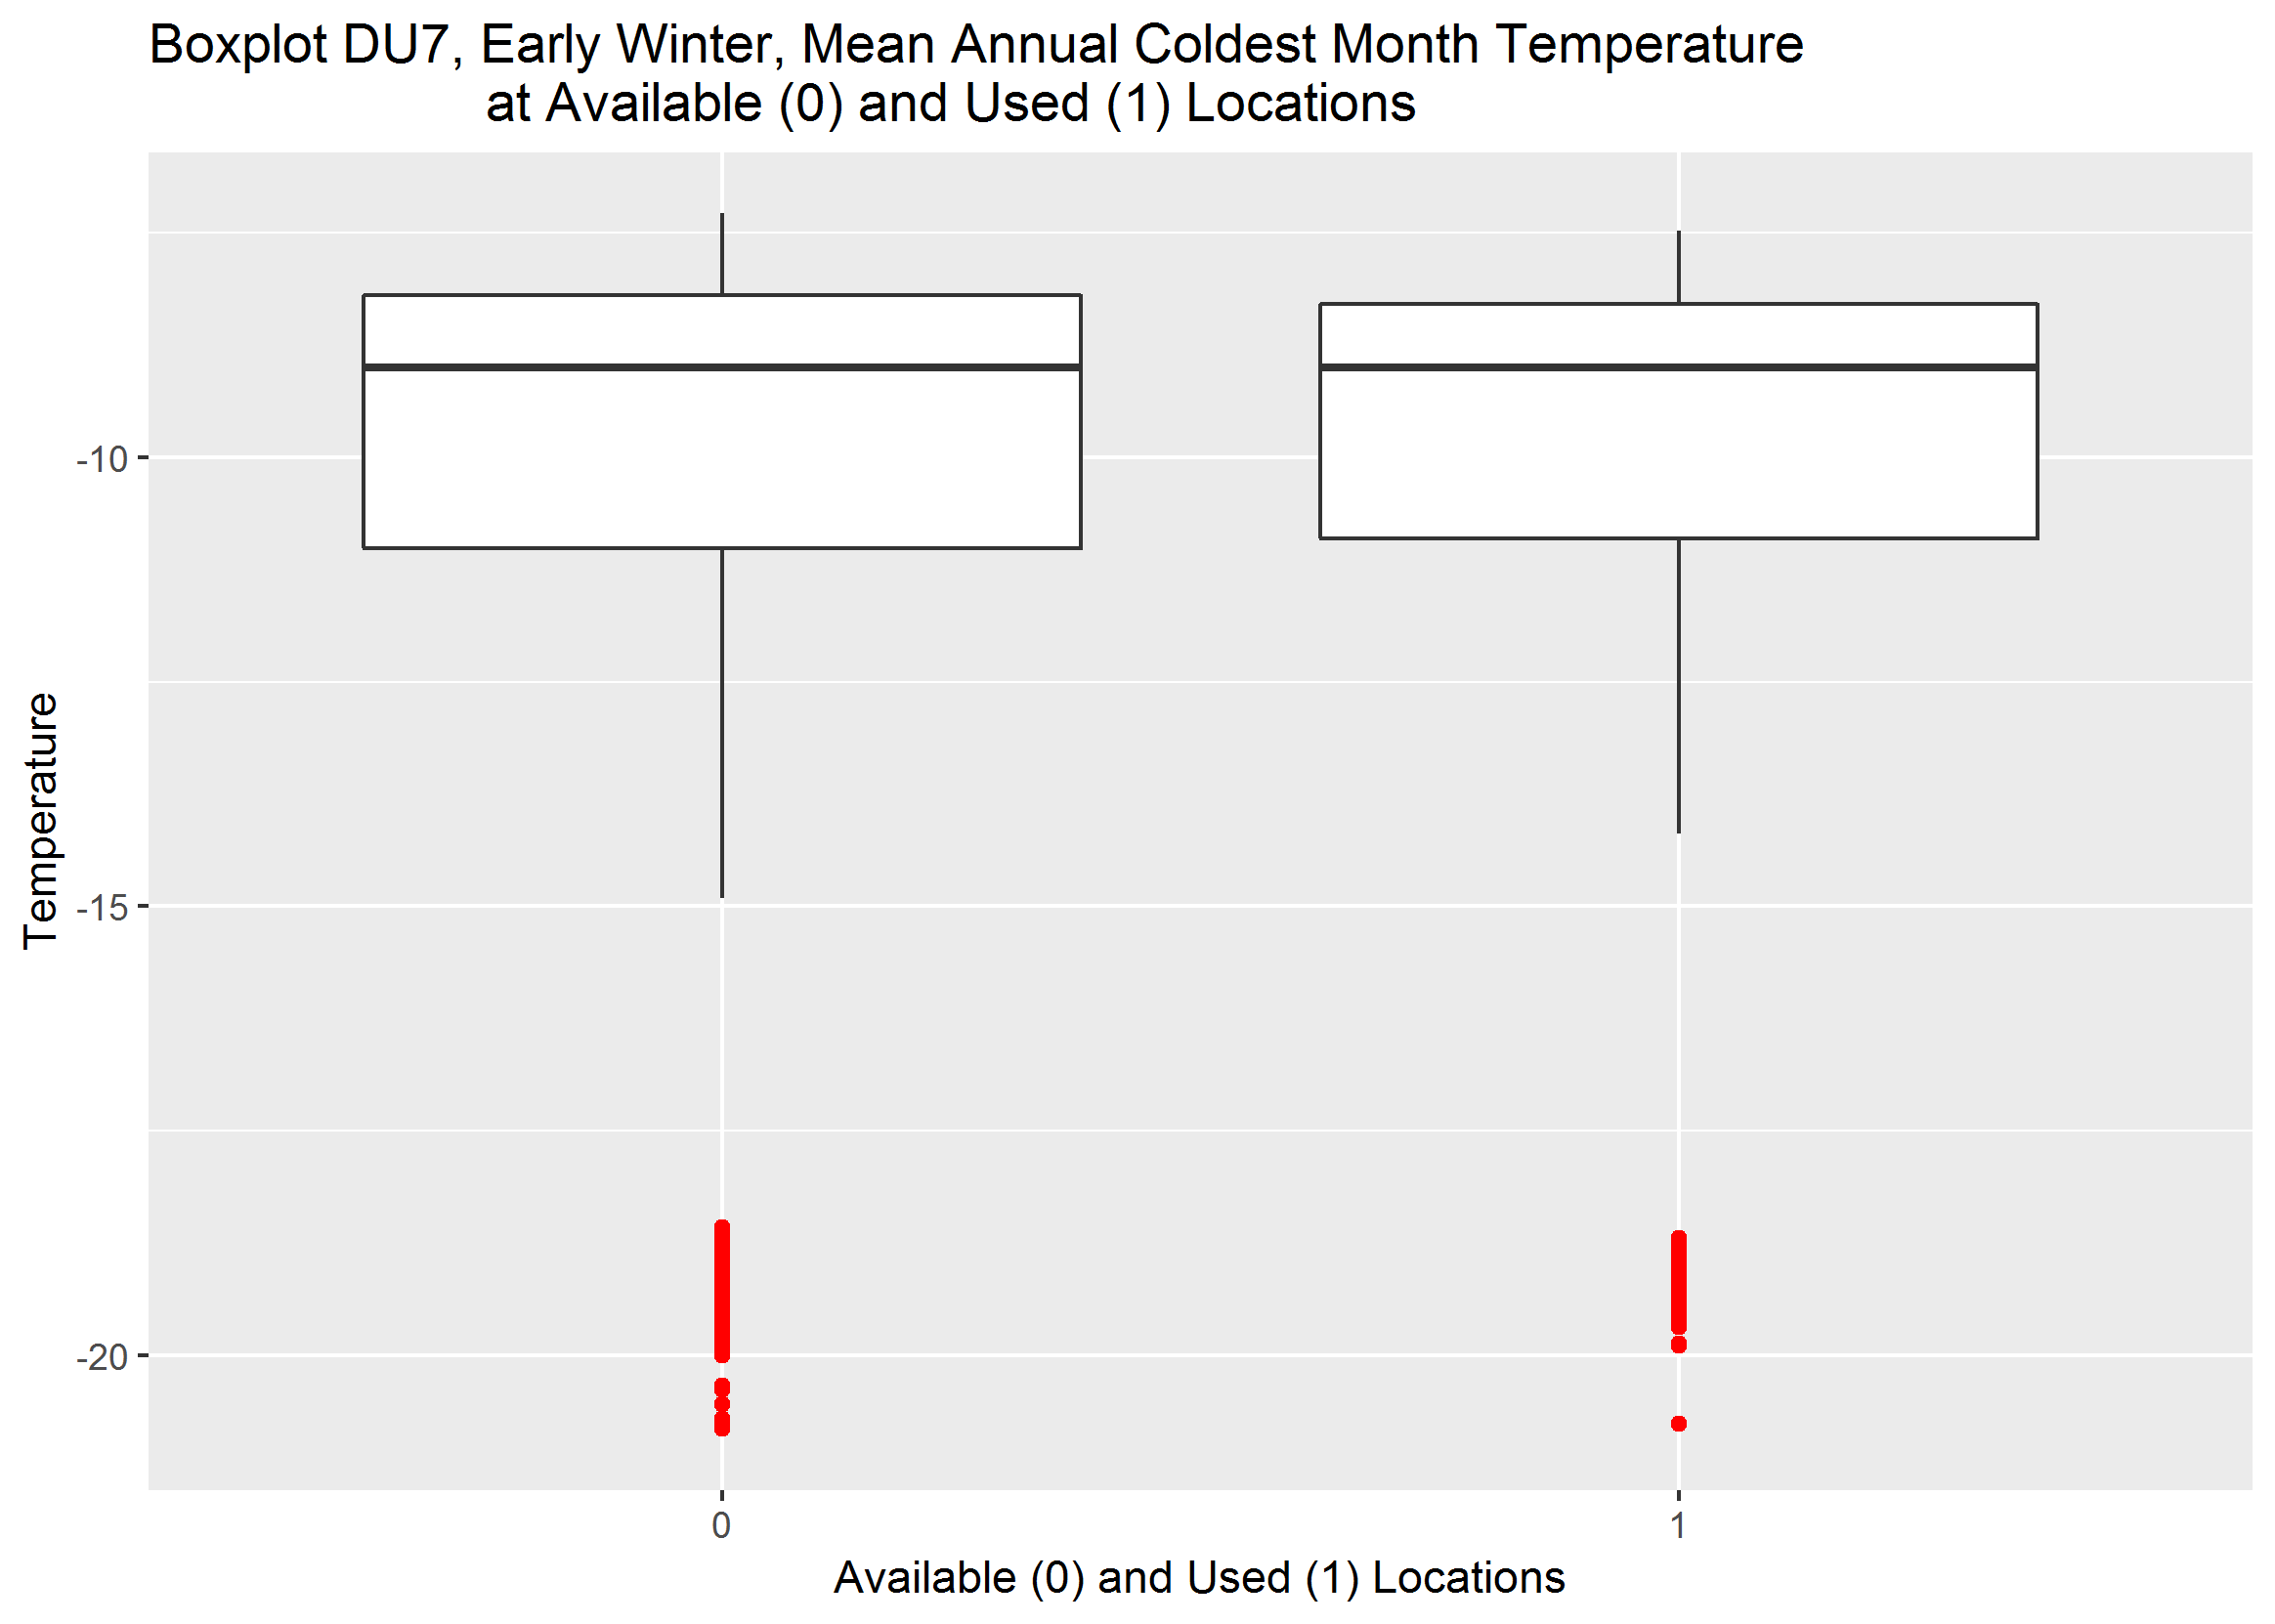 Boxplot DU7, Early Winter, Mean Annual Coldest Month Temperature
at Available (0) and Used (1) Locations
Temperature
-10
-15
-20
0
1
Available (0) and Used (1) Locations